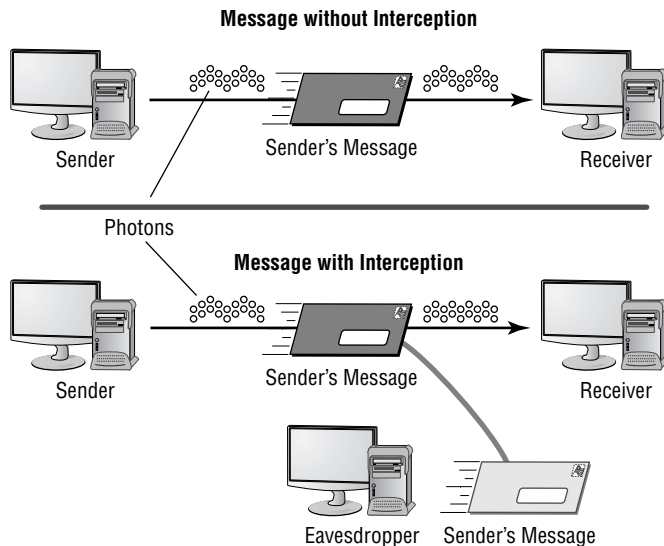 Message without Interception
Sender
Sender's Message
Receiver
Photons
Message with Interception
Sender
Sender's Message
Receiver
Eavesdropper
Sender's Message